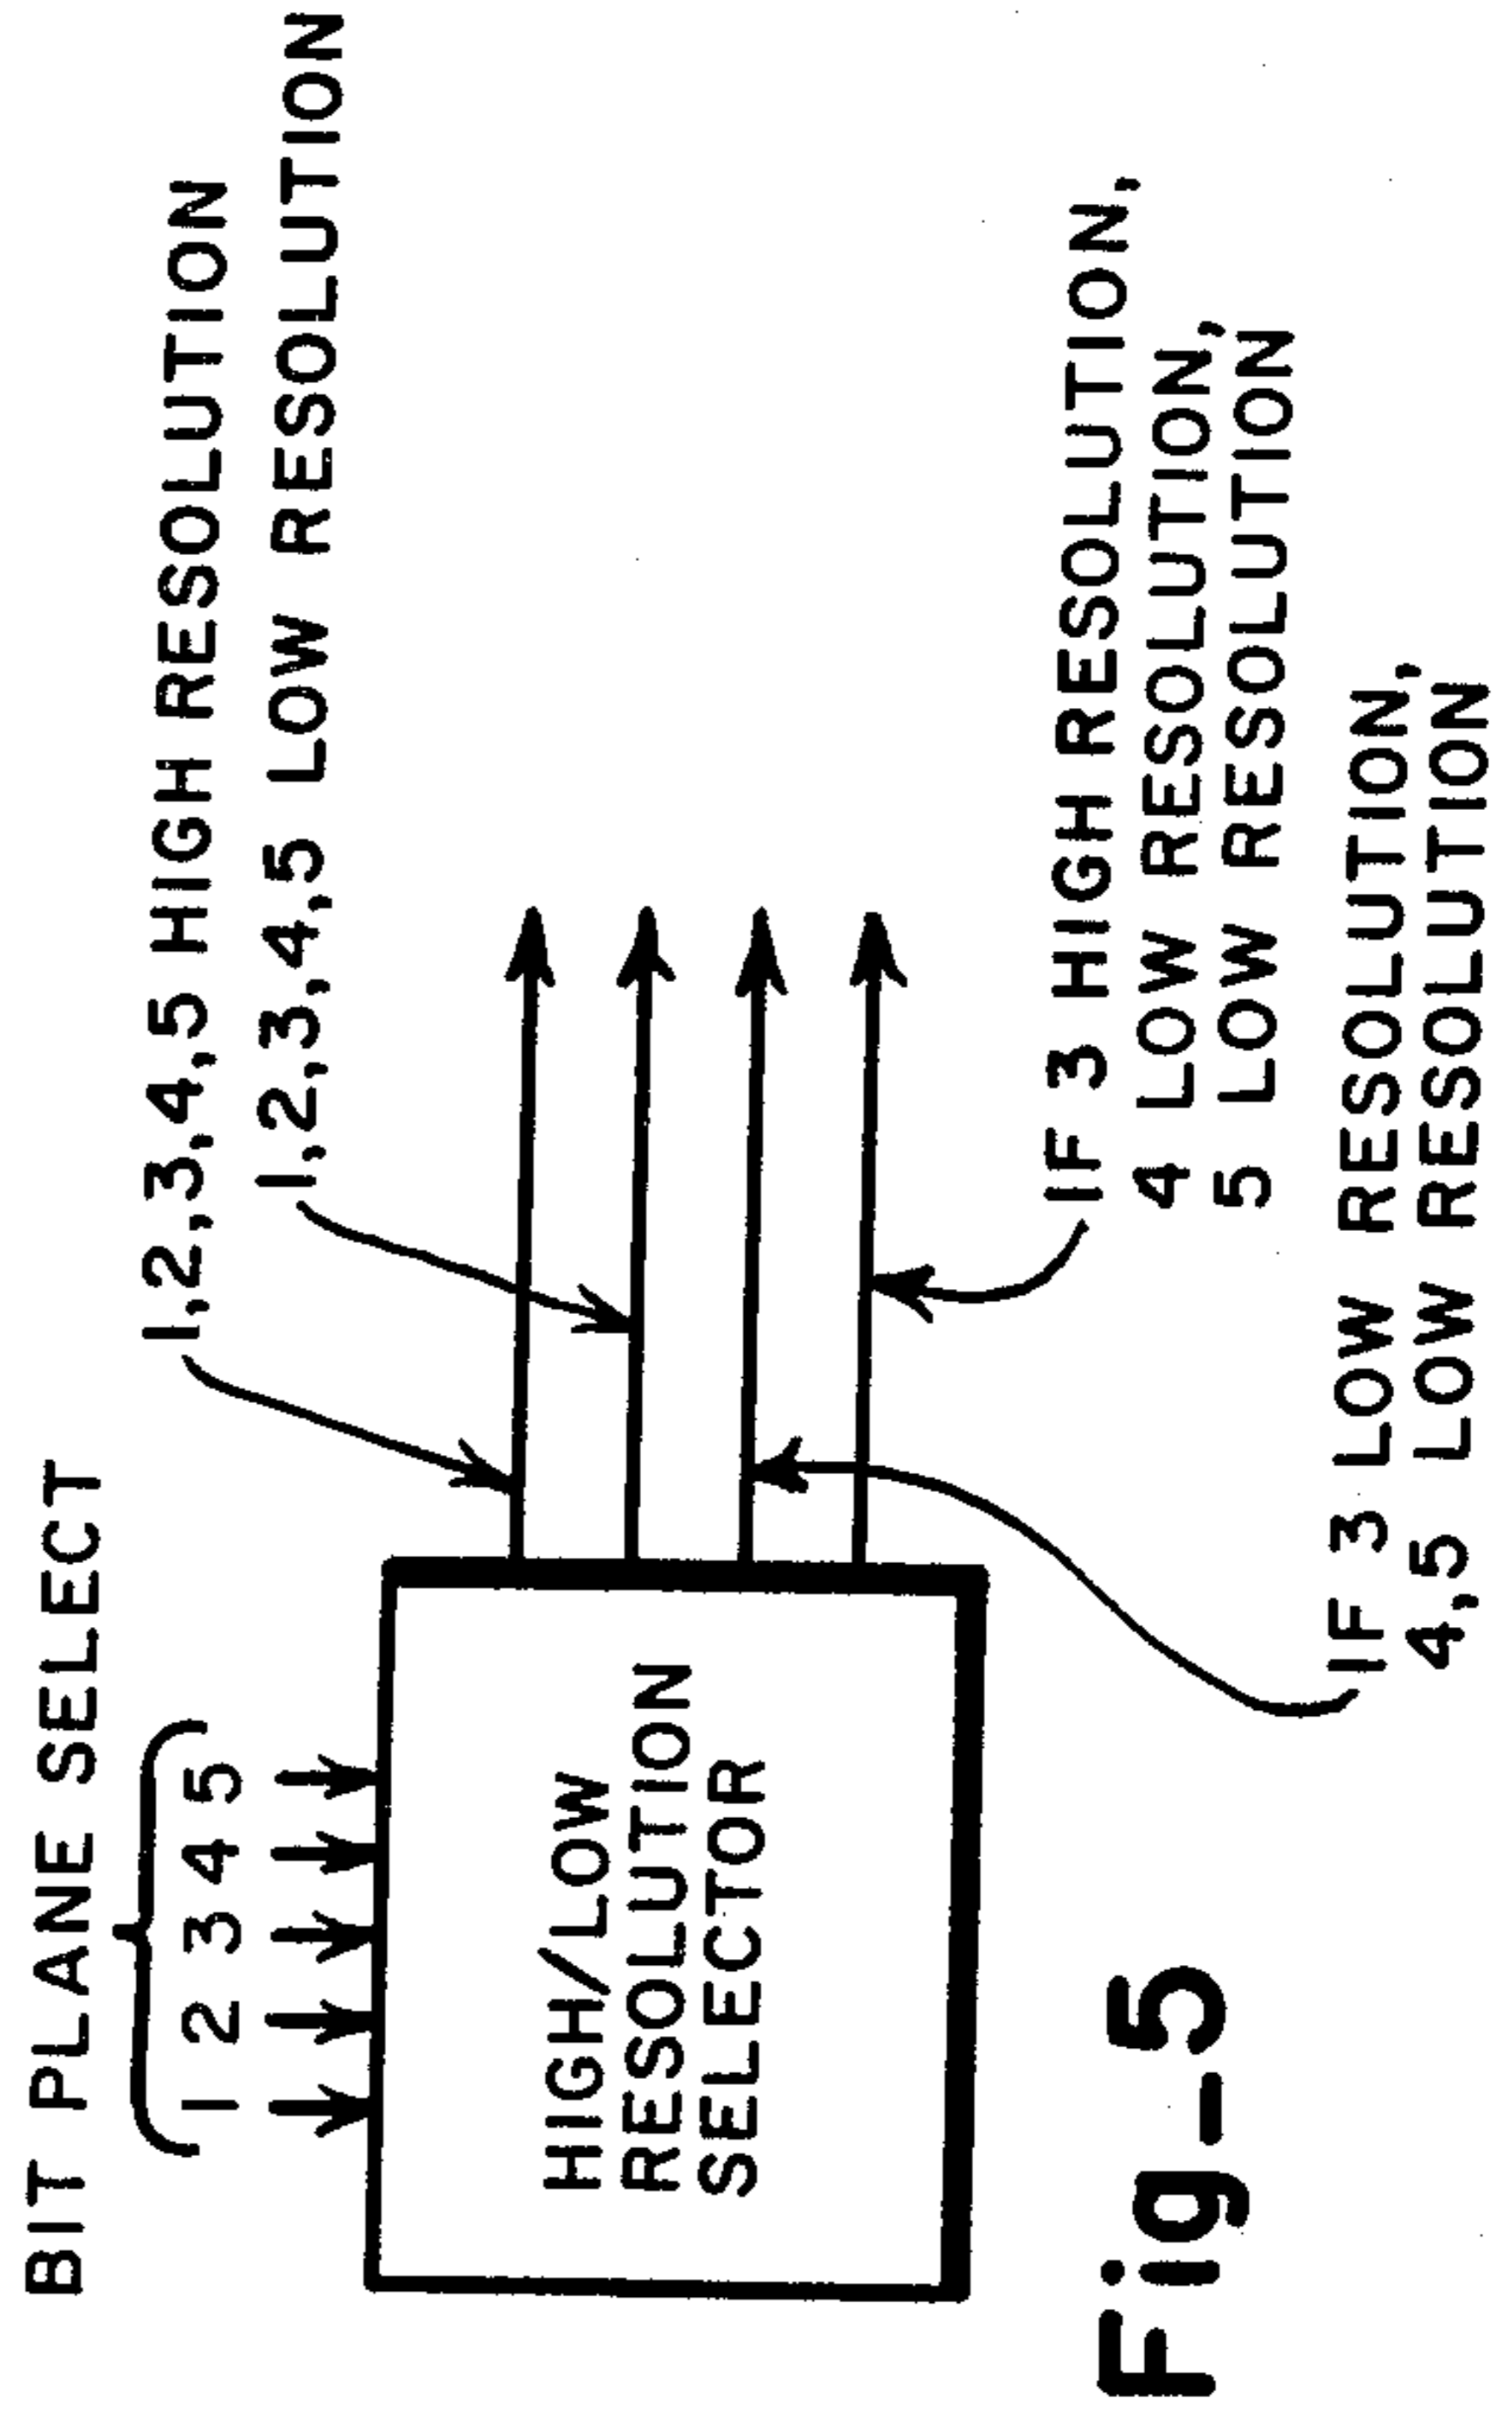 BIT PLANE SELECT
1 2 3 4 5
1,2,3,4,5 HIGH RESOLUTION
1,2,3,4,5 LOW RESOLUTION
HIGH/LOW
RESOLUTION
SELECTOR
IF 3 HIGH RESOLUTION,
4 LOW RESOLUTION,
5 LOW RESOLUTION
IF 3 LOW RESOLUTION,
4,5 LOW RESOLUTION
Fig-5